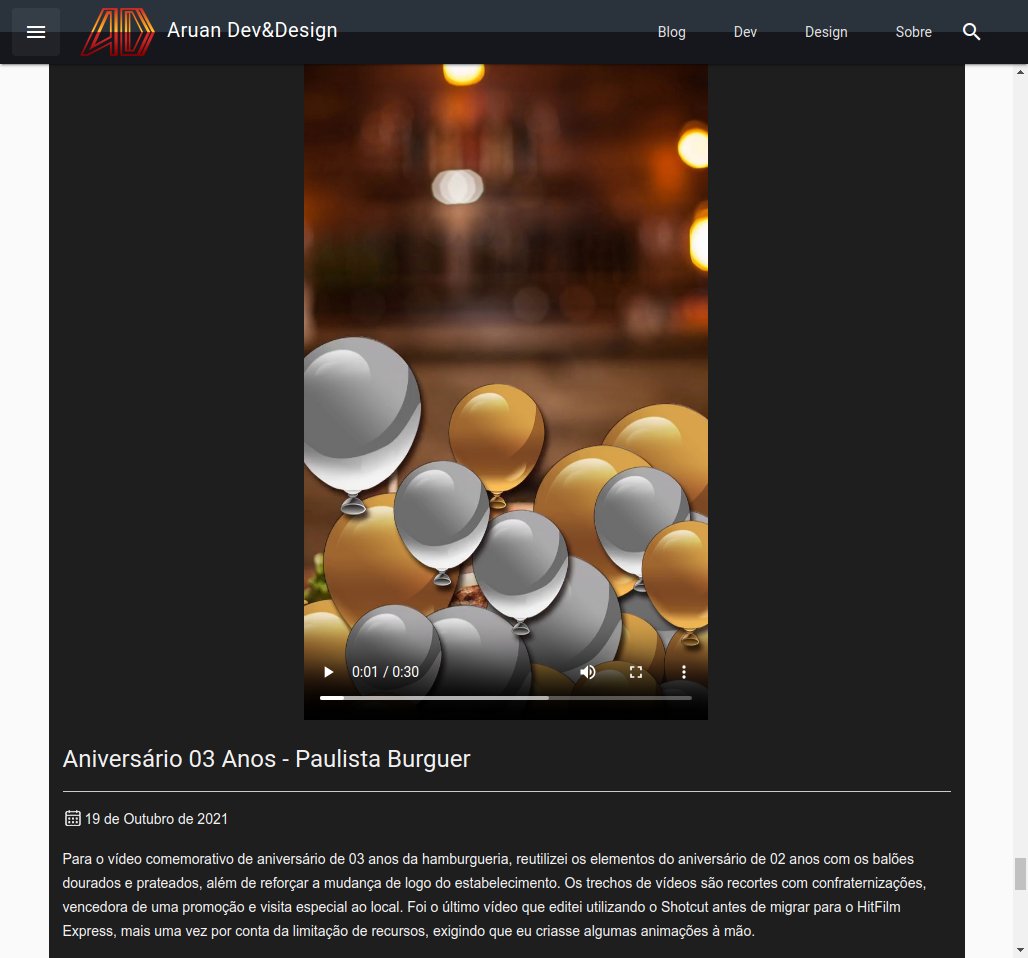 AD
Aruan Dev&Design
Blog
Dev
Design
Sobre
0:01 / 0:30
Aniversário 03 Anos - Paulista Burguer
19 de Outubro de 2021
Para o vídeo comemorativo de aniversário de 03 anos da hamburgueria, reutilizei os elementos do aniversário de 02 anos com os balões
dourados e prateados, além de reforçar a mudança de logo do estabelecimento. Os trechos de vídeos são recortes com confraternizações,
vencedora de uma promoção e visita especial ao local. Foi o último vídeo que editei utilizando o Shotcut antes de migrar para o HitFilm
Express, mais uma vez por conta da limitação de recursos, exigindo que eu criasse algumas animações à mão.